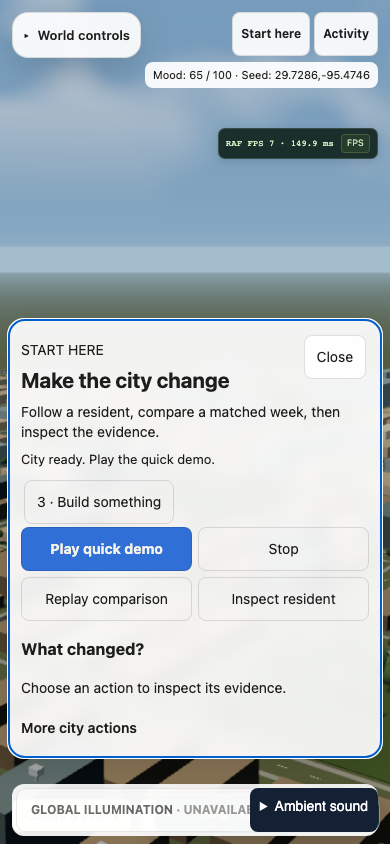 ▸ World controls
Start here
Activity
Mood: 65 / 100 · Seed: 29.7286,-95.4746
RAF FPS 7 · 149.9 ms
FPS
START HERE
Close
Make the city change
Follow a resident, compare a matched week, then
inspect the evidence.
City ready. Play the quick demo.
3 · Build something
Play quick demo
Stop
Replay comparison
Inspect resident
What changed?
Choose an action to inspect its evidence.
More city actions
GLOBAL ILLUMINATION ·
▶ Ambient sound